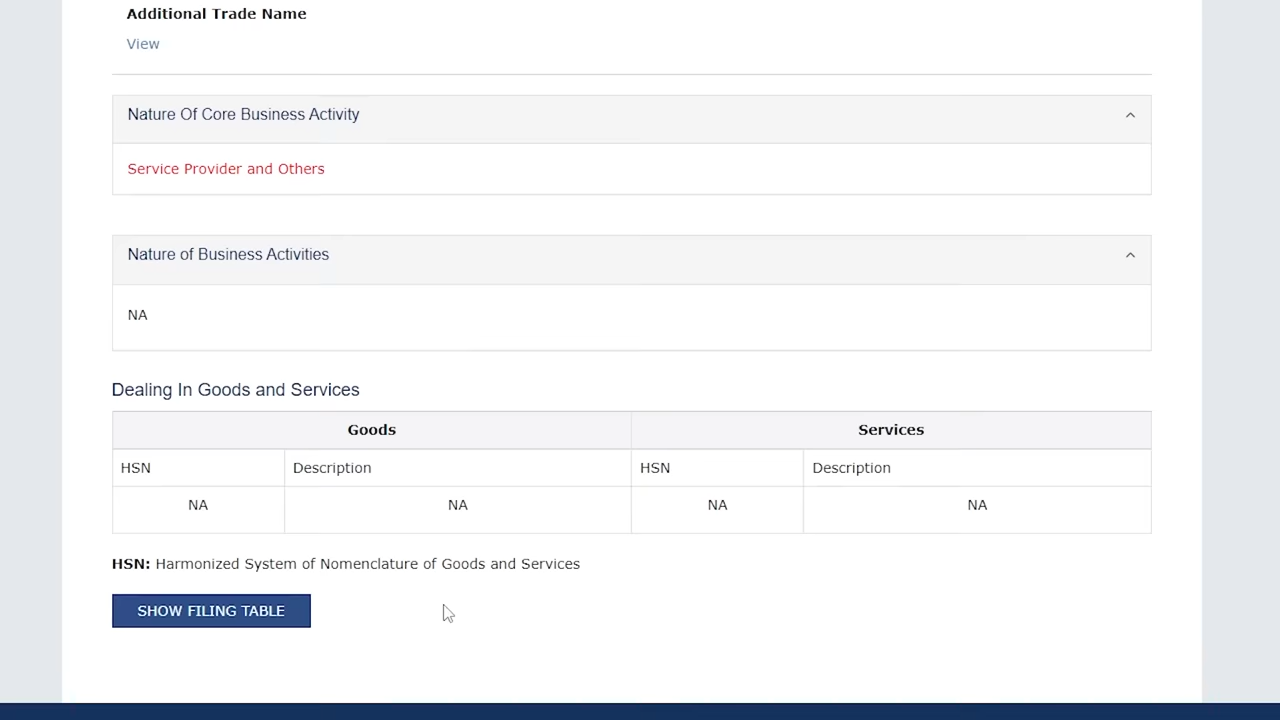 Additional Trade Name
View
Nature Of Core Business Activity
Service Provider and Others
Nature of Business Activities
NA
Dealing In Goods and Services
Goods Services
HSN Description HSN Description
NA NA NA NA
HSN: Harmonized System of Nomenclature of Goods and Services
SHOW FILING TABLE